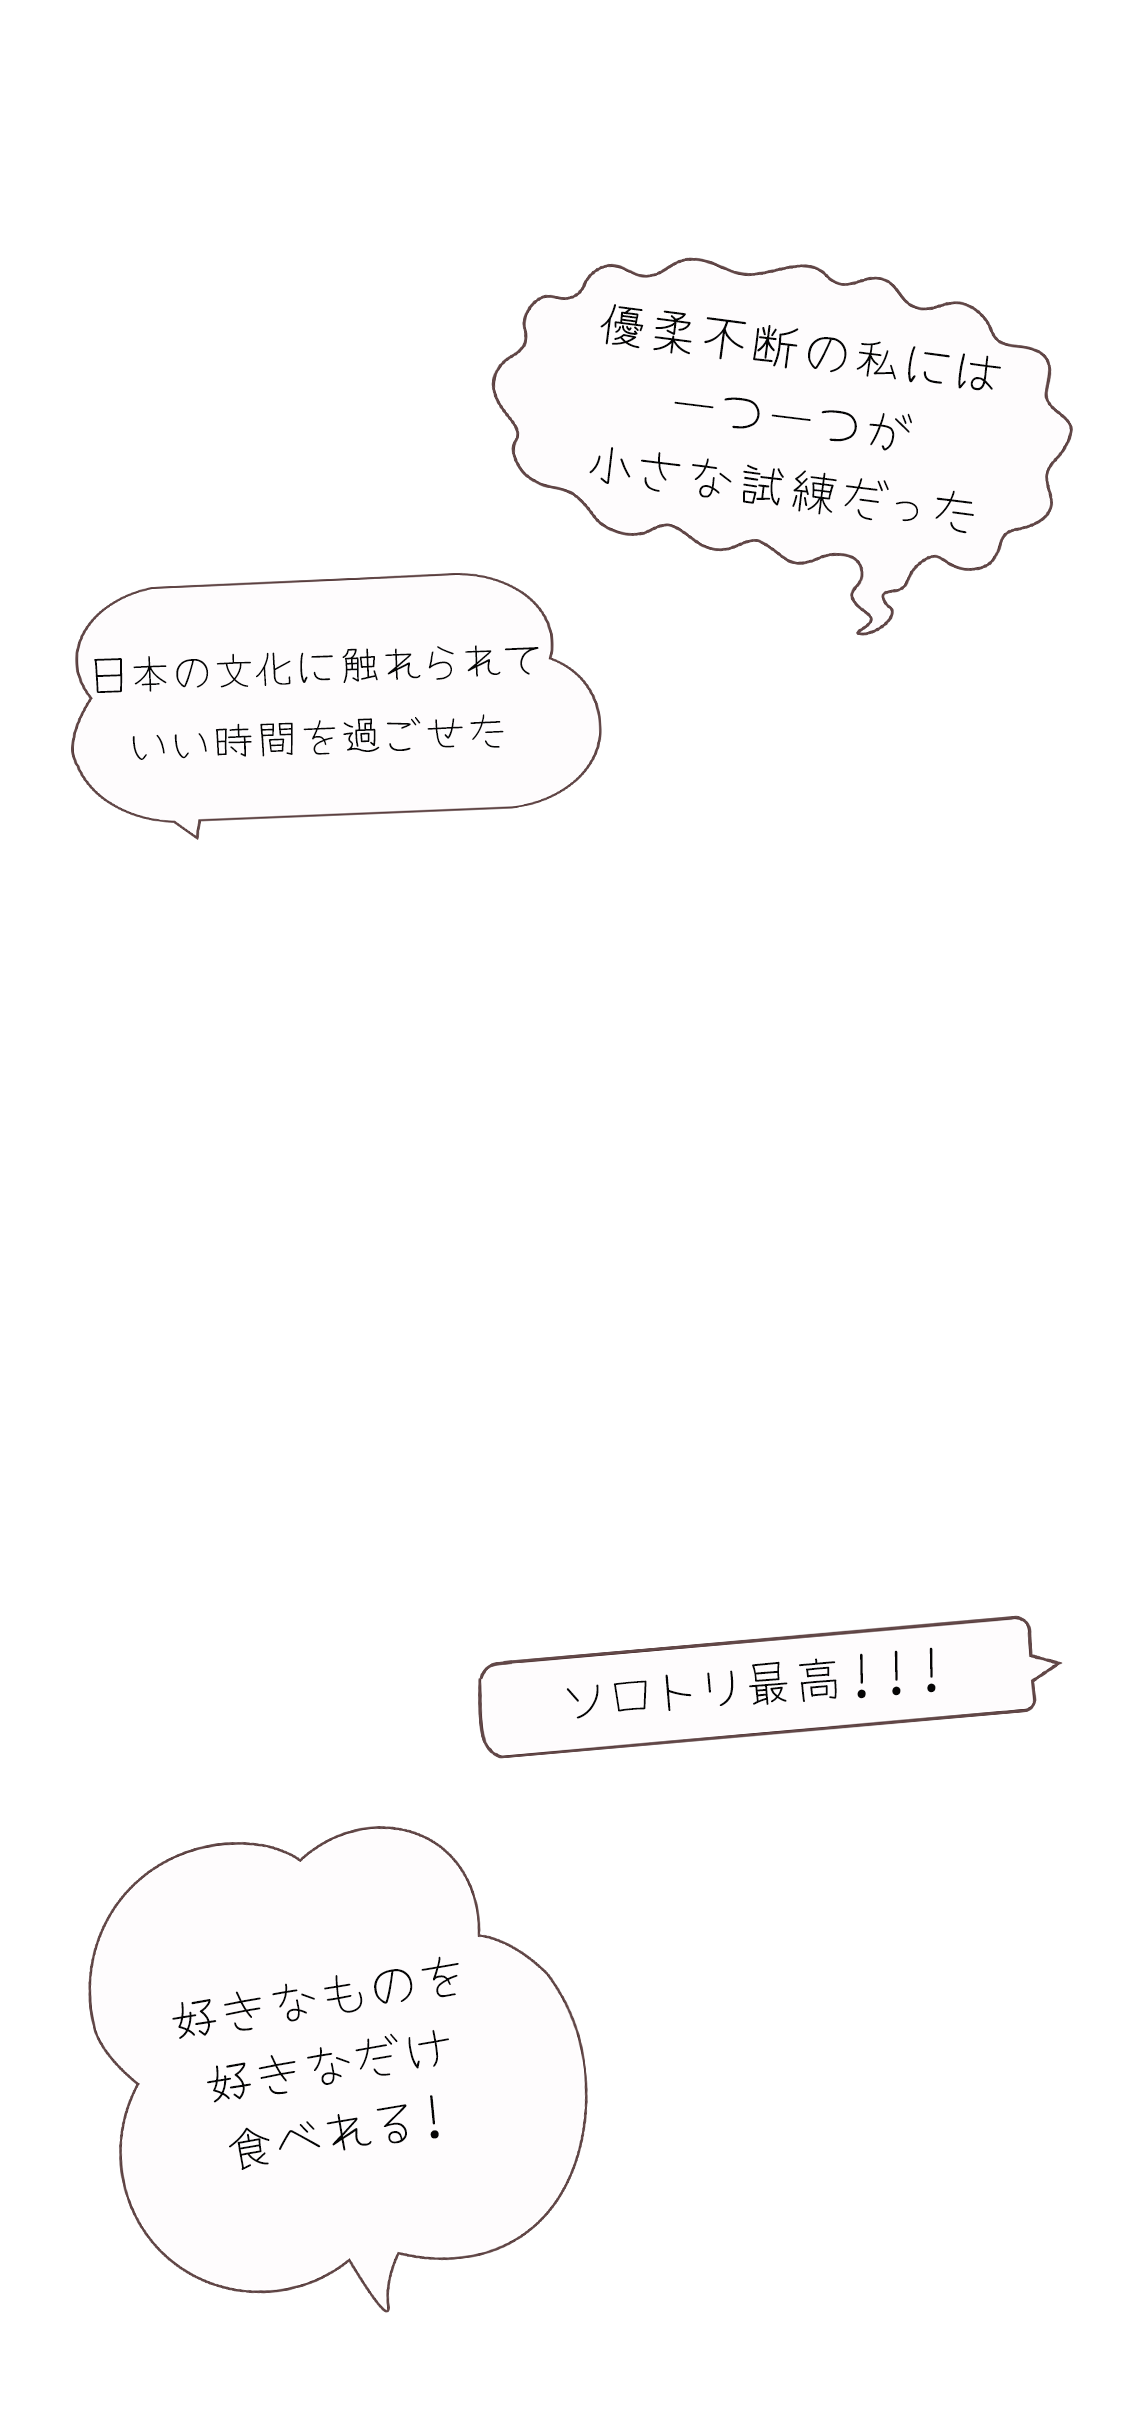 優柔不断の私には
一つ一つが
小さな試練だった
日本の文化に触れられて
いい時間を過ごせた
ソロトリ最高!!!
好きなものを
好きなだけ
食べれる!